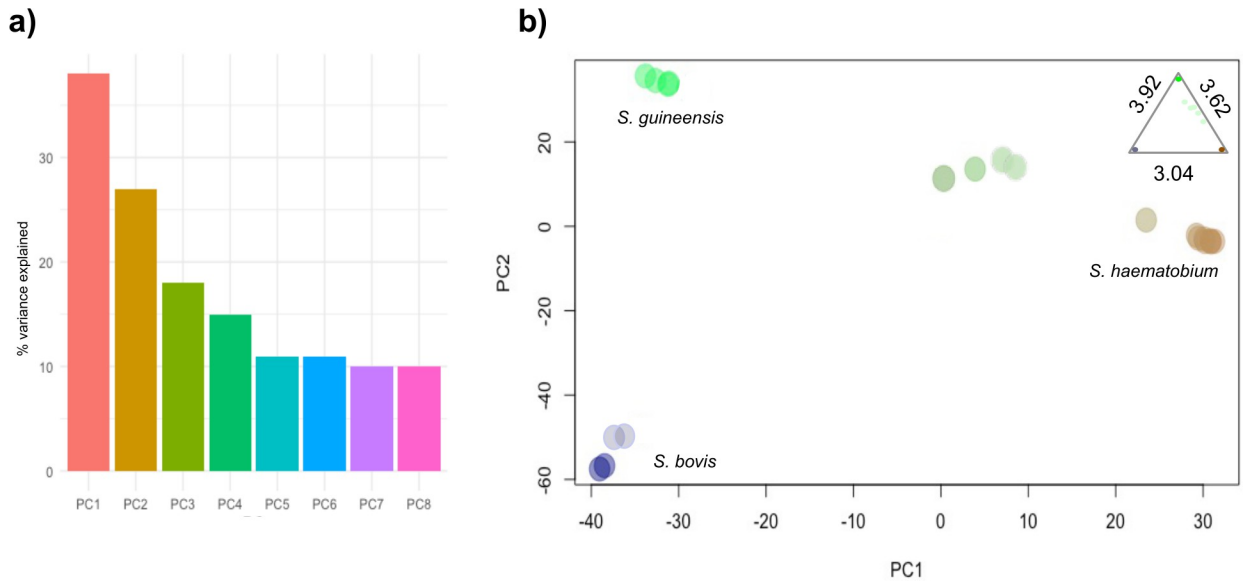 a)
% variance explained
30
20
10
0
PC1 PC2 PC3 PC4 PC5 PC6 PC7 PC8
b)
PC2
20
0
-20
-40
-60
S. guineensis
S. haematobium
S. bovis
3.92
3.62
3.04
-40 -30 -20 -10 0 10 20 30
PC1